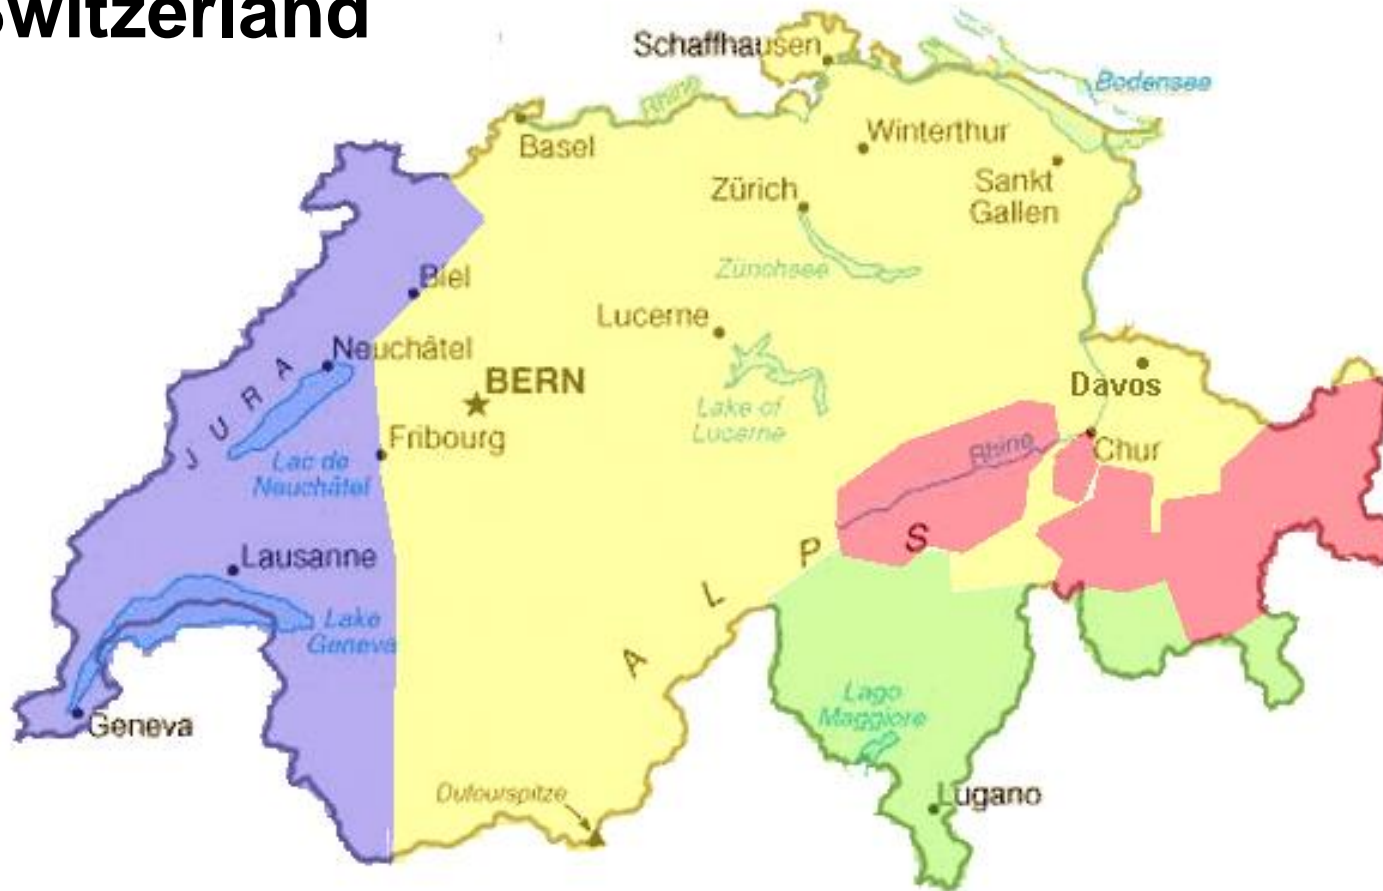 Switzerland
Schaffhausen
Bodensee
Rhine
Basel
Winterthur
Zürich
Sankt
Gallen
Zürichsee
Biel
Lucerne
Neuchâtel
BERN
JURA
Lake of
Lucerne
Davos
Fribourg
Rhine
Chur
Lac de
Neuchâtel
ALPS
Lausanne
Lake
Geneva
Geneva
Lago
Maggiore
Dufourspitze
Lugano